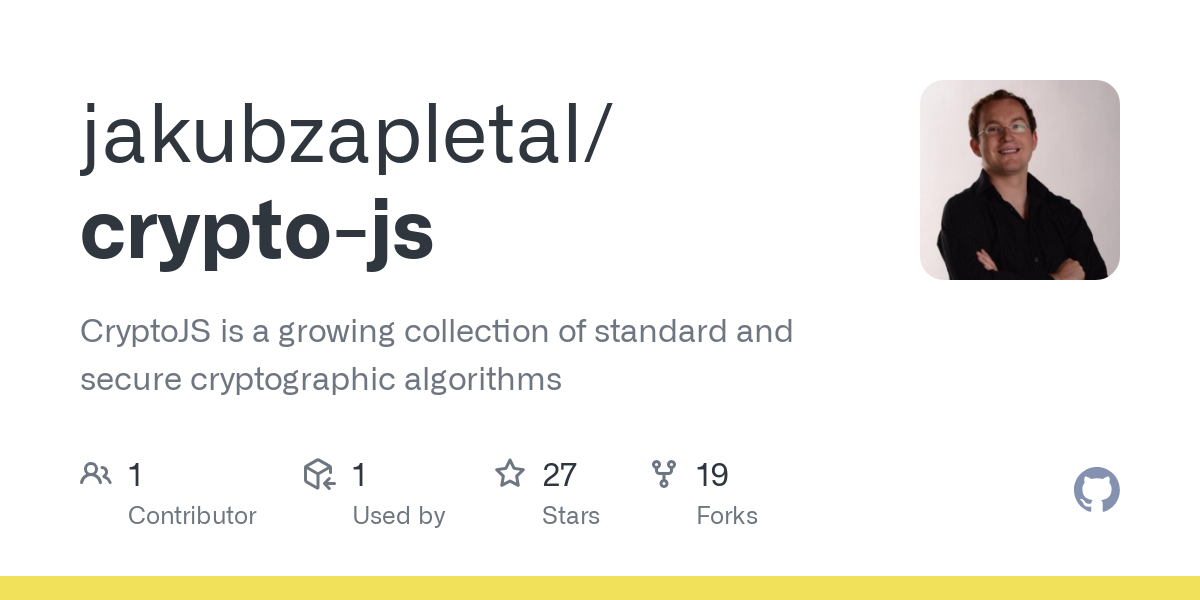 jakubzapletal/
crypto-js
CryptoJS is a growing collection of standard and
secure cryptographic algorithms
1
Contributor
1
Used by
27
Stars
19
Forks